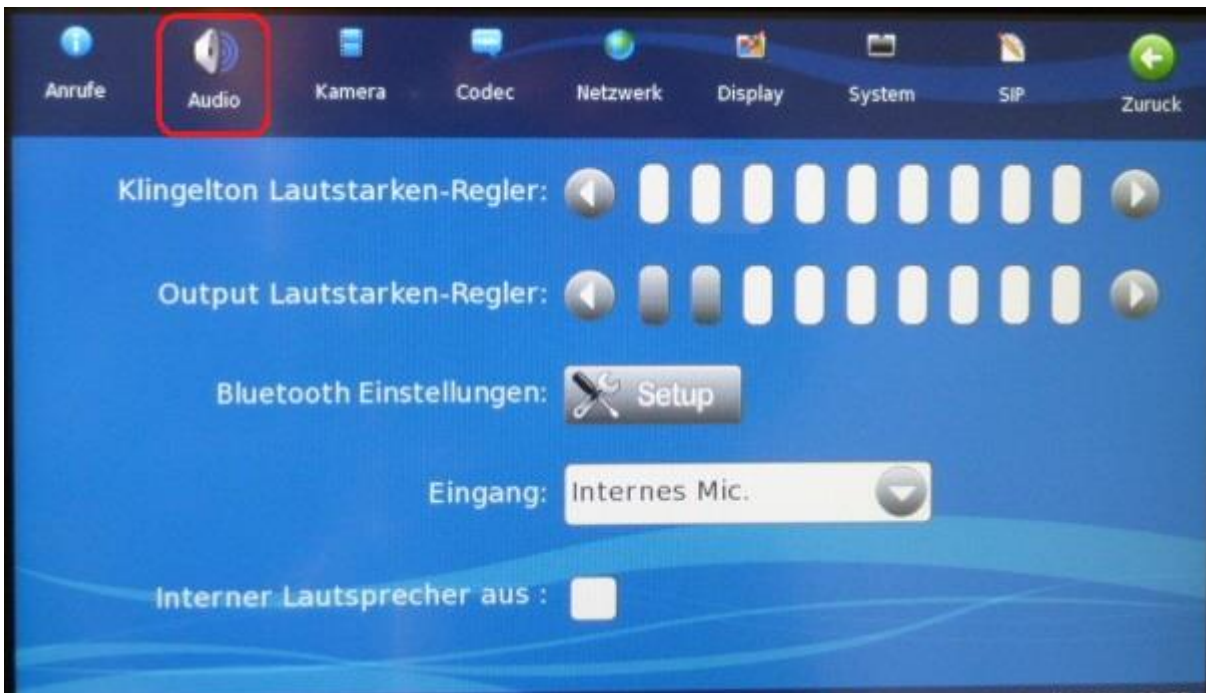 Anrufe
Audio
Kamera
Codec
Netzwerk
Display
System
SIP
Zuruck
Klingelton Lautstarken-Regler:
Output Lautstarken-Regler:
Bluetooth Einstellungen:
Setup
Eingang:
Internes Mic.
Interner Lautsprecher aus :